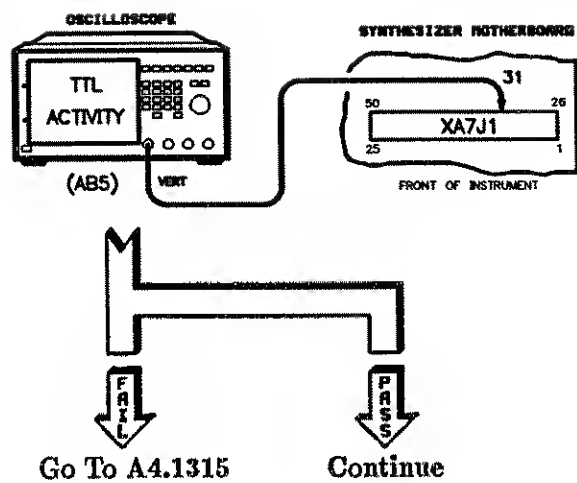 OSCILLOSCOPE
SYNTHESIZER MOTHERBOARD
TTL
ACTIVITY
31
50
26
XA7J1
25
1
(AB5)
VERT
FRONT OF INSTRUMENT
FAIL
PASS
Go To A4.1315
Continue